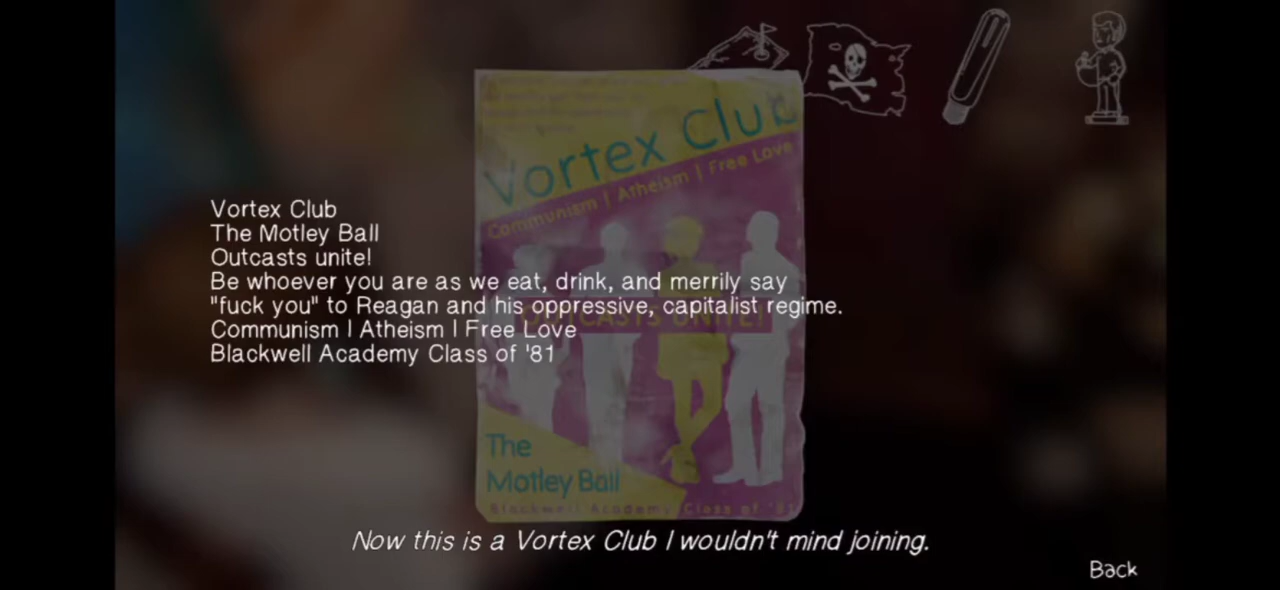 Vortex Club
Communism | Atheism | Free Love
Vortex Club
The Motley Ball
Outcasts unite!
Be whoever you are as we eat, drink, and merrily say
"fuck you" to Reagan and his oppressive, capitalist regime.
Communism | Atheism | Free Love
Blackwell Academy Class of '81
OUTCASTS UNITE!
The
Motley Ball
Blackwell Academy Class of '81
Now this is a Vortex Club I wouldn't mind joining.
Back